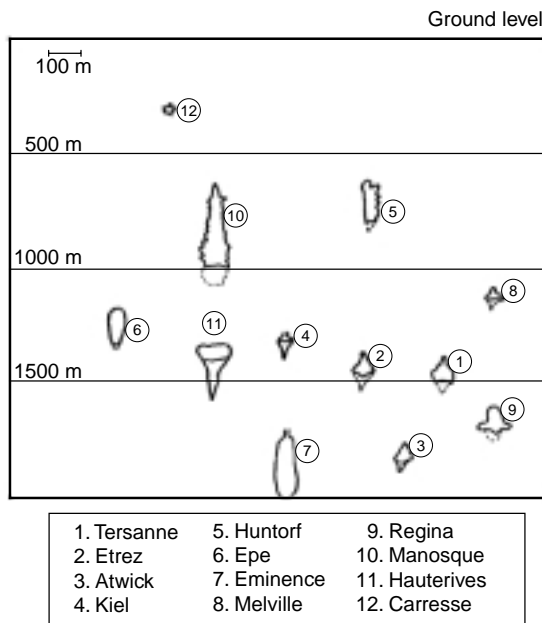 Ground level
100 m
12
500 m
10
5
1000 m
8
6
11
4
2
1
1500 m
9
7
3
1. Tersanne 5. Huntorf 9. Regina
2. Etrez 6. Epe 10. Manosque
3. Atwick 7. Eminence 11. Hauterives
4. Kiel 8. Melville 12. Carresse